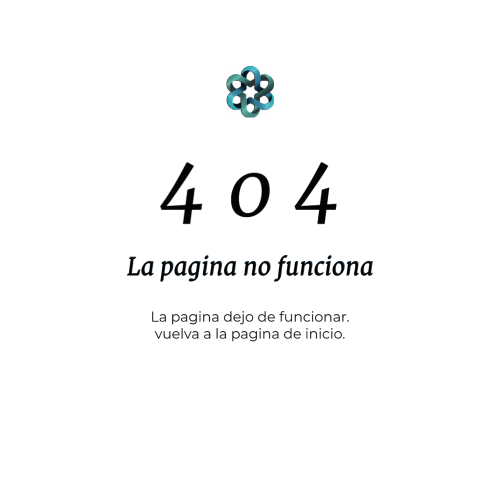 4 0 4
La pagina no funciona
La pagina dejo de funcionar.
vuelva a la pagina de inicio.